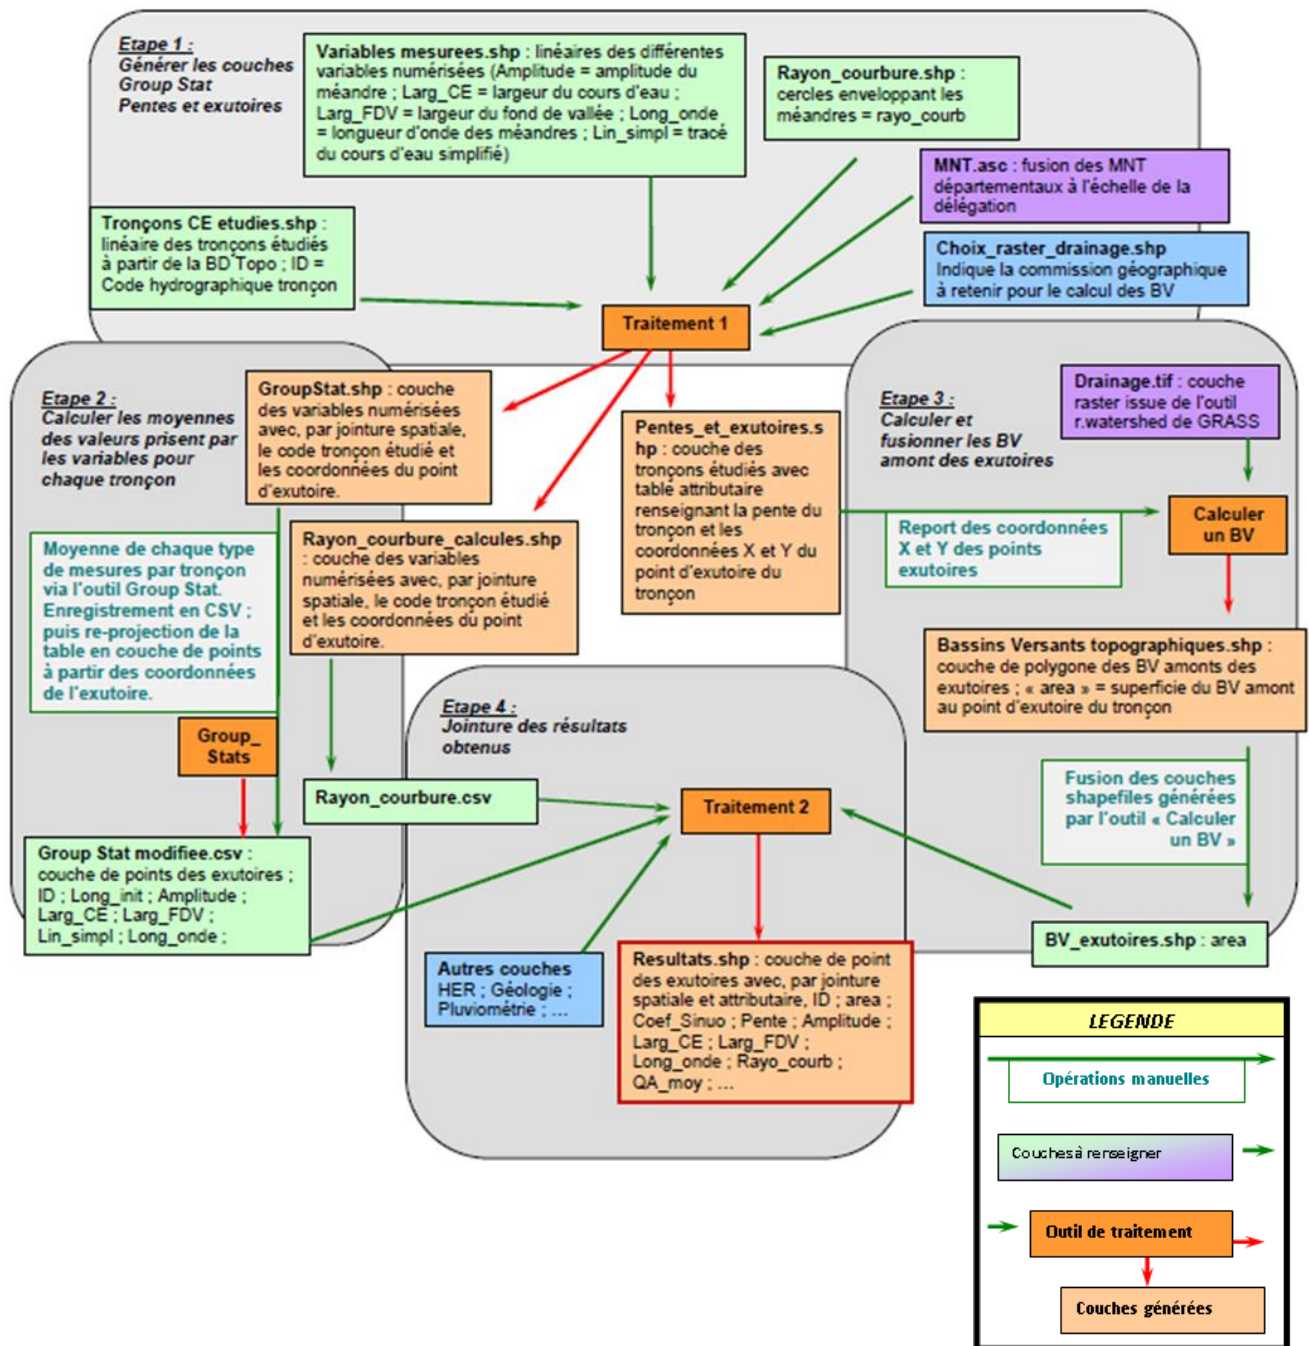 Etape 1 :
Générer les couches
Group Stat
Pentes et exutoires
Variables mesurees.shp : linéaires des différentes
variables numérisées (Amplitude = amplitude du
méandre ; Larg_CE = largeur du cours d'eau ;
Larg_FDV = largeur du fond de vallée ; Long_onde
= longueur d'onde des méandres ; Lin_simpl = tracé
du cours d'eau simplifié)
Rayon_courbure.shp :
cercles enveloppant les
méandres = rayo_courb
MNT.asc : fusion des MNT
départementaux à l'échelle de la
délégation
Tronçons CE etudies.shp :
linéaire des tronçons étudiés
à partir de la BD Topo ; ID =
Code hydrographique tronçon
Choix_raster_drainage.shp
Indique la commission géographique
à retenir pour le calcul des BV
Traitement 1
Etape 2 :
Calculer les moyennes
des valeurs prisent par
les variables pour
chaque tronçon
GroupStat.shp : couche
des variables numérisées
avec, par jointure spatiale,
le code tronçon étudié et
les coordonnées du point
d'exutoire.
Pentes_et_exutoires.s
hp : couche des
tronçons étudiés avec
table attributaire
renseignant la pente du
tronçon et les
coordonnées X et Y du
point d'exutoire du
tronçon
Etape 3 :
Calculer et
fusionner les BV
amont des exutoires
Drainage.tif : couche
raster issue de l'outil
r.watershed de GRASS
Calculer
un BV
Report des coordonnées
X et Y des points
exutoires
Moyenne de chaque type
de mesures par tronçon
via l'outil Group Stat.
Enregistrement en CSV ;
puis re-projection de la
table en couche de points
à partir des coordonnées
de l'exutoire.
Rayon_courbure_calcules.shp
: couche des variables
numérisées avec, par jointure
spatiale, le code tronçon étudié
et les coordonnées du point
d'exutoire.
Bassins Versants topographiques.shp :
couche de polygone des BV amonts des
exutoires ; « area » = superficie du BV amont
au point d'exutoire du tronçon
Group_
Stats
Etape 4 :
Jointure des résultats
obtenus
Rayon_courbure.csv
Traitement 2
Fusion des couches
shapefiles générées
par l'outil « Calculer
un BV »
Group Stat modifiee.csv :
couche de points des exutoires ;
ID ; Long_init ; Amplitude ;
Larg_CE ; Larg_FDV ;
Lin_simpl ; Long_onde ;
BV_exutoires.shp : area
Autres couches
HER ; Géologie ;
Pluviométrie ; ...
Resultats.shp : couche de point
des exutoires avec, par jointure
spatiale et attributaire, ID ; area ;
Coef_Sinuo ; Pente ; Amplitude ;
Larg_CE ; Larg_FDV ;
Long_onde ; Rayo_courb ;
QA_moy ; ...
LEGENDE
Opérations manuelles
Couches à renseigner
Outil de traitement
Couches générées